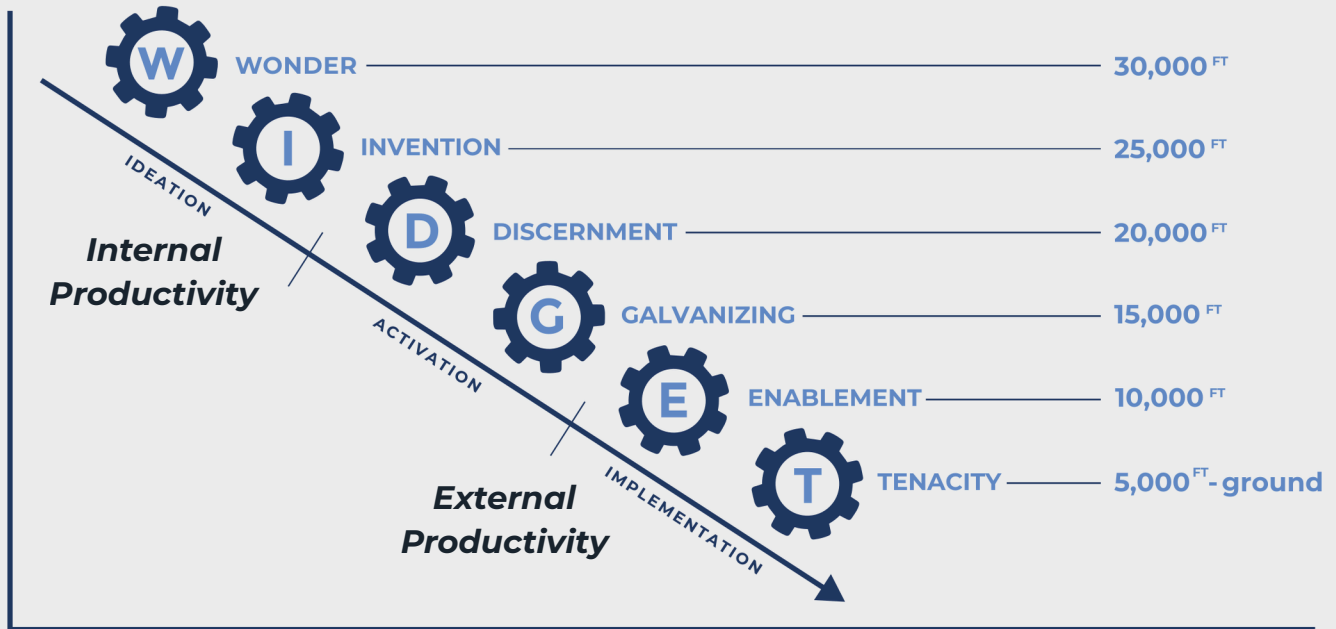 W WONDER 30,000 FT
I INVENTION 25,000 FT
IDEATION
D DISCERNMENT 20,000 FT
Internal
Productivity
G GALVANIZING 15,000 FT
ACTIVATION
E ENABLEMENT 10,000 FT
T TENACITY 5,000 FT - ground
IMPLEMENTATION
External
Productivity